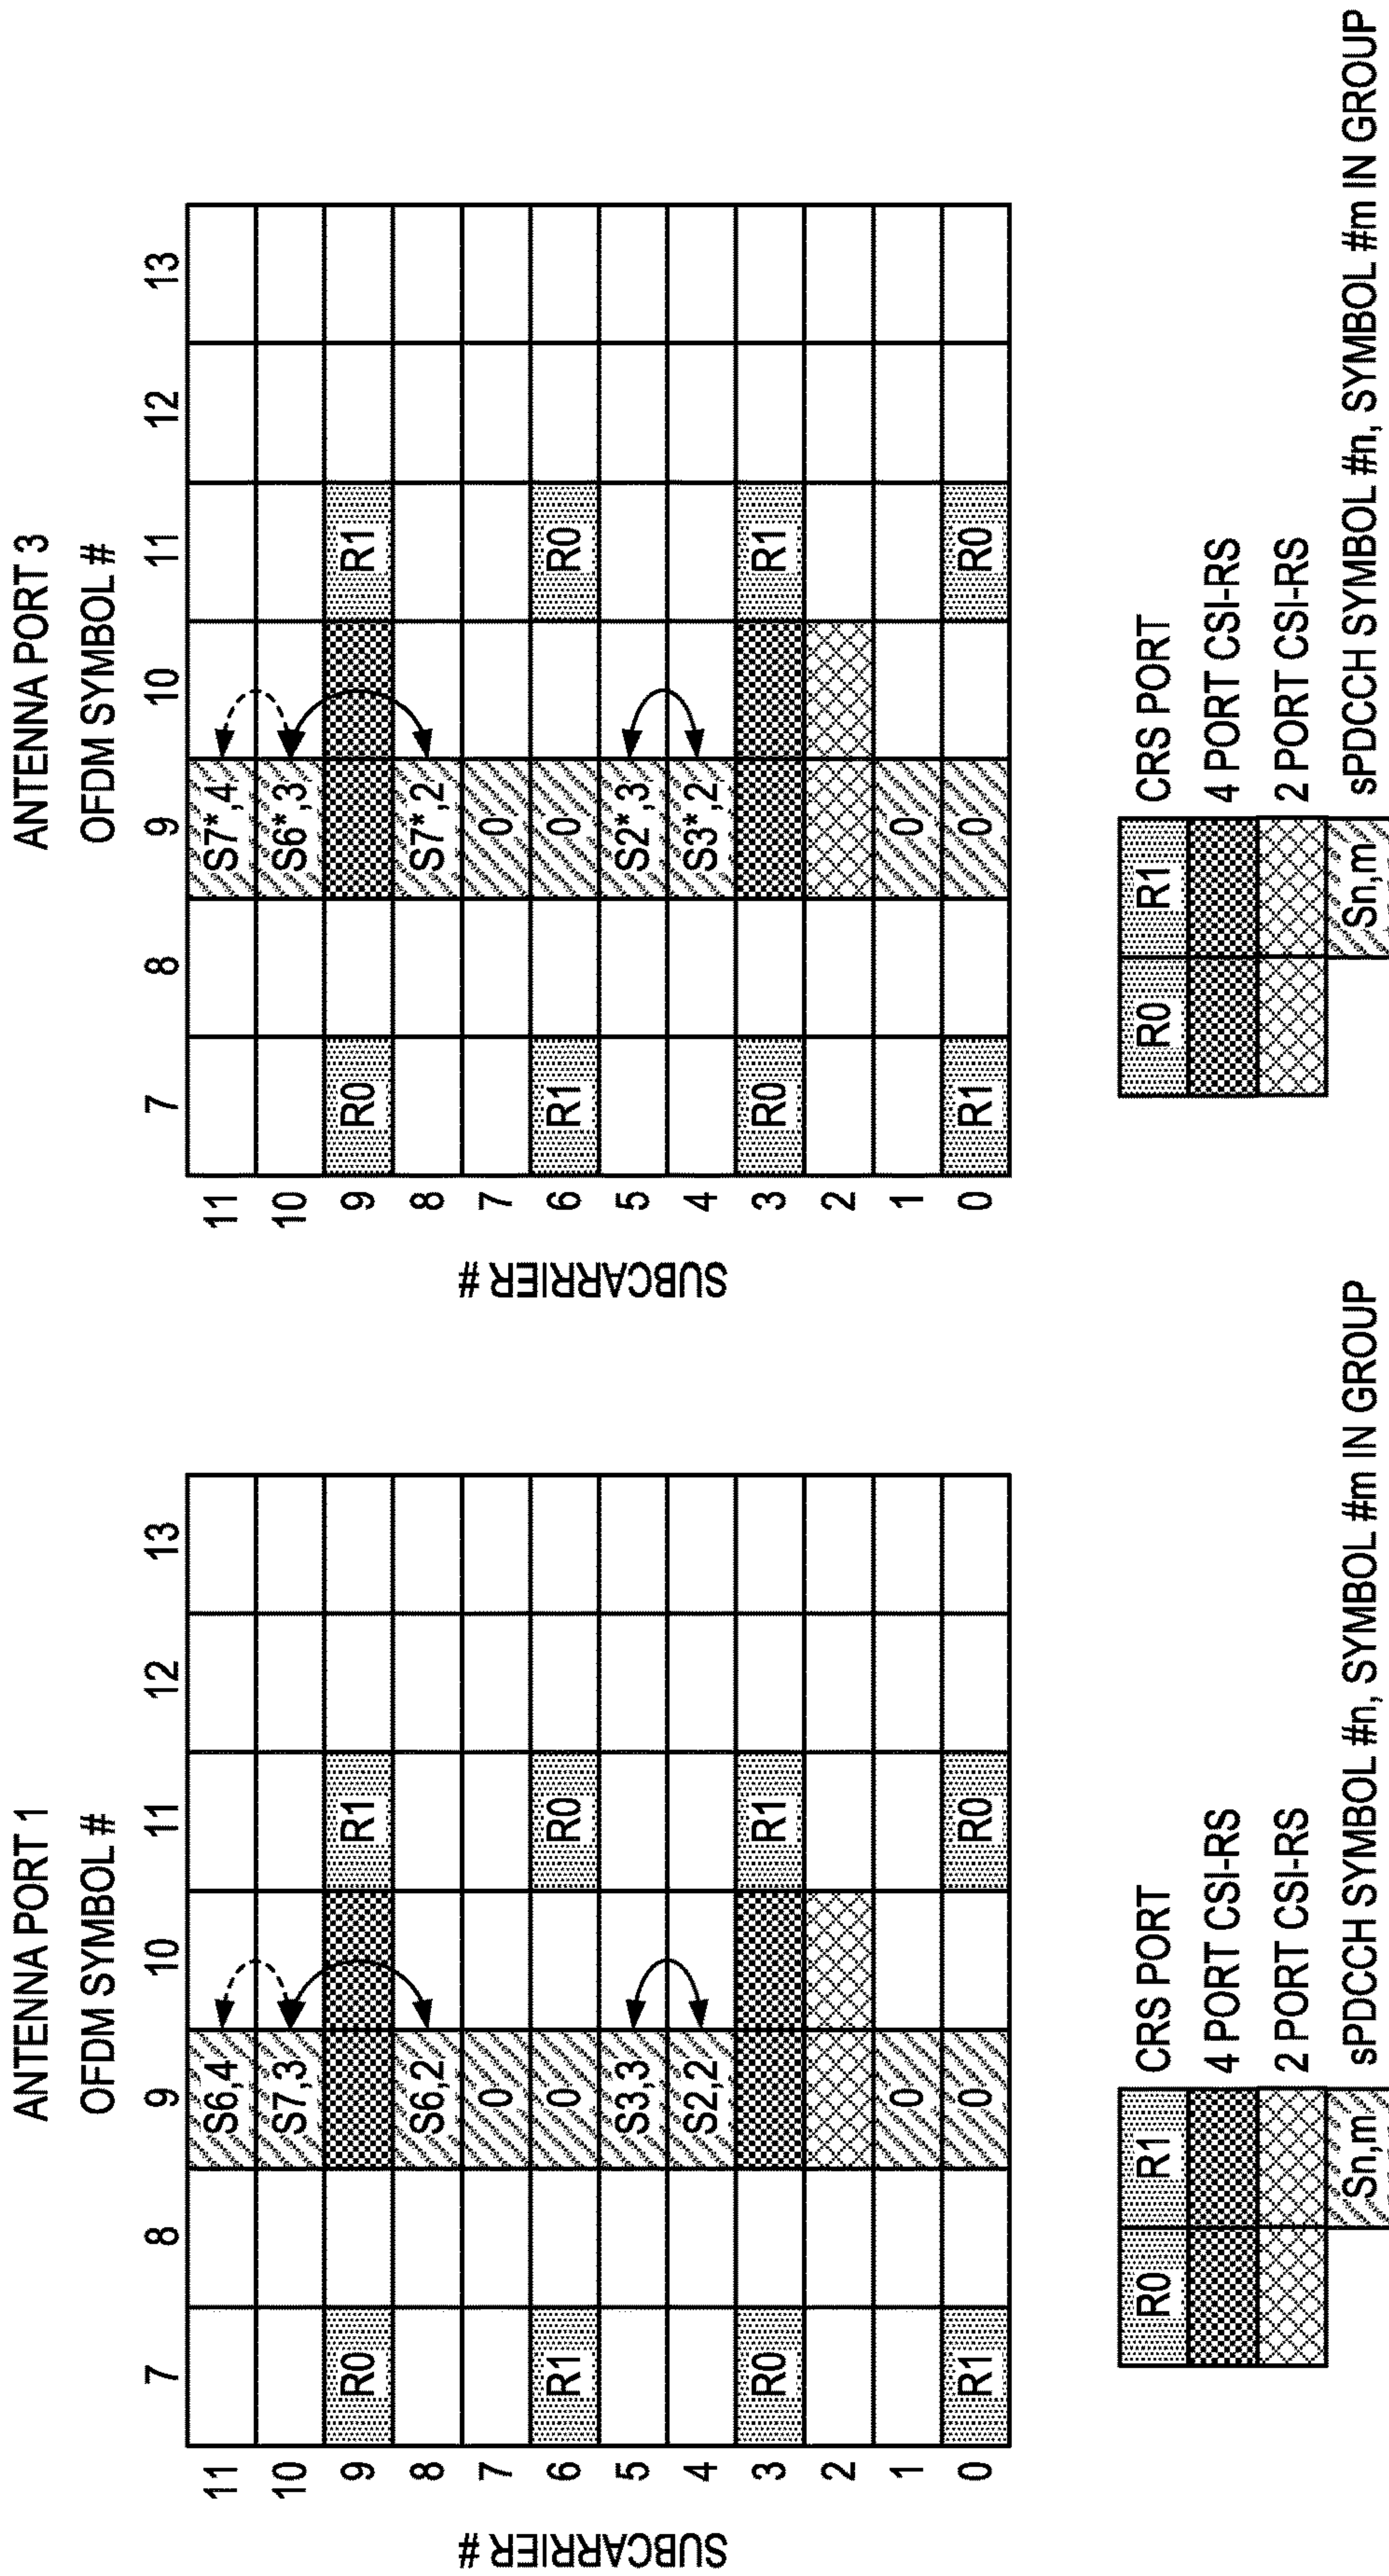 ANTENNA PORT 1
OFDM SYMBOL #
7 8 9 10 11 12 13
SUBCARRIER #
11 S6,4
10 S7,3
9 R0 R1
8 S6,2
7 0
6 R1 0 R0
5 S3,3
4 S2,2
3 R0 R1
2
1 0
0 R1 0 R0
R0 R1 CRS PORT
4 PORT CSI-RS
2 PORT CSI-RS
Sn,m sPDCCH SYMBOL #n, SYMBOL #m IN GROUP
ANTENNA PORT 3
OFDM SYMBOL #
7 8 9 10 11 12 13
SUBCARRIER #
11 S7*,4
10 S6*,3
9 R0 R1
8 S7*,2
7 0
6 R1 0 R0
5 S2*,3
4 S3*,2
3 R0 R1
2
1 0
0 R1 0 R0
R0 R1 CRS PORT
4 PORT CSI-RS
2 PORT CSI-RS
Sn,m sPDCCH SYMBOL #n, SYMBOL #m IN GROUP